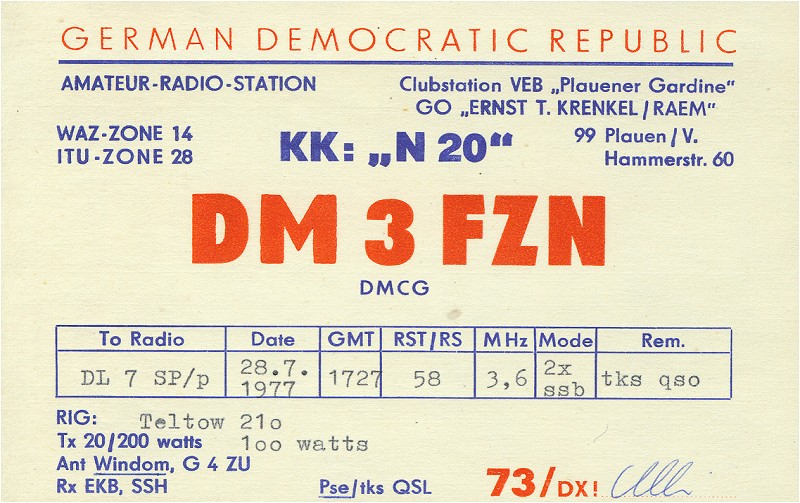 GERMAN DEMOCRATIC REPUBLIC
AMATEUR-RADIO-STATION
Clubstation VEB „Plauener Gardine“
GO „ERNST T. KRENKEL/RAEM“
WAZ-ZONE 14
ITU-ZONE 28
KK: „N 20“
99 Plauen/V.
Hammerstr. 60
DM 3 FZN
DMCG
To Radio Date GMT RST/RS MHz Mode Rem.
DL 7 SP/p 28.7. 1977 1727 58 3,6 2x ssb tks qso
RIG: Teltow 21o
Tx 20/200 watts 1oo watts
Ant Windom, G 4 ZU
Rx EKB, SSH
Pse/tks QSL
73/DX!